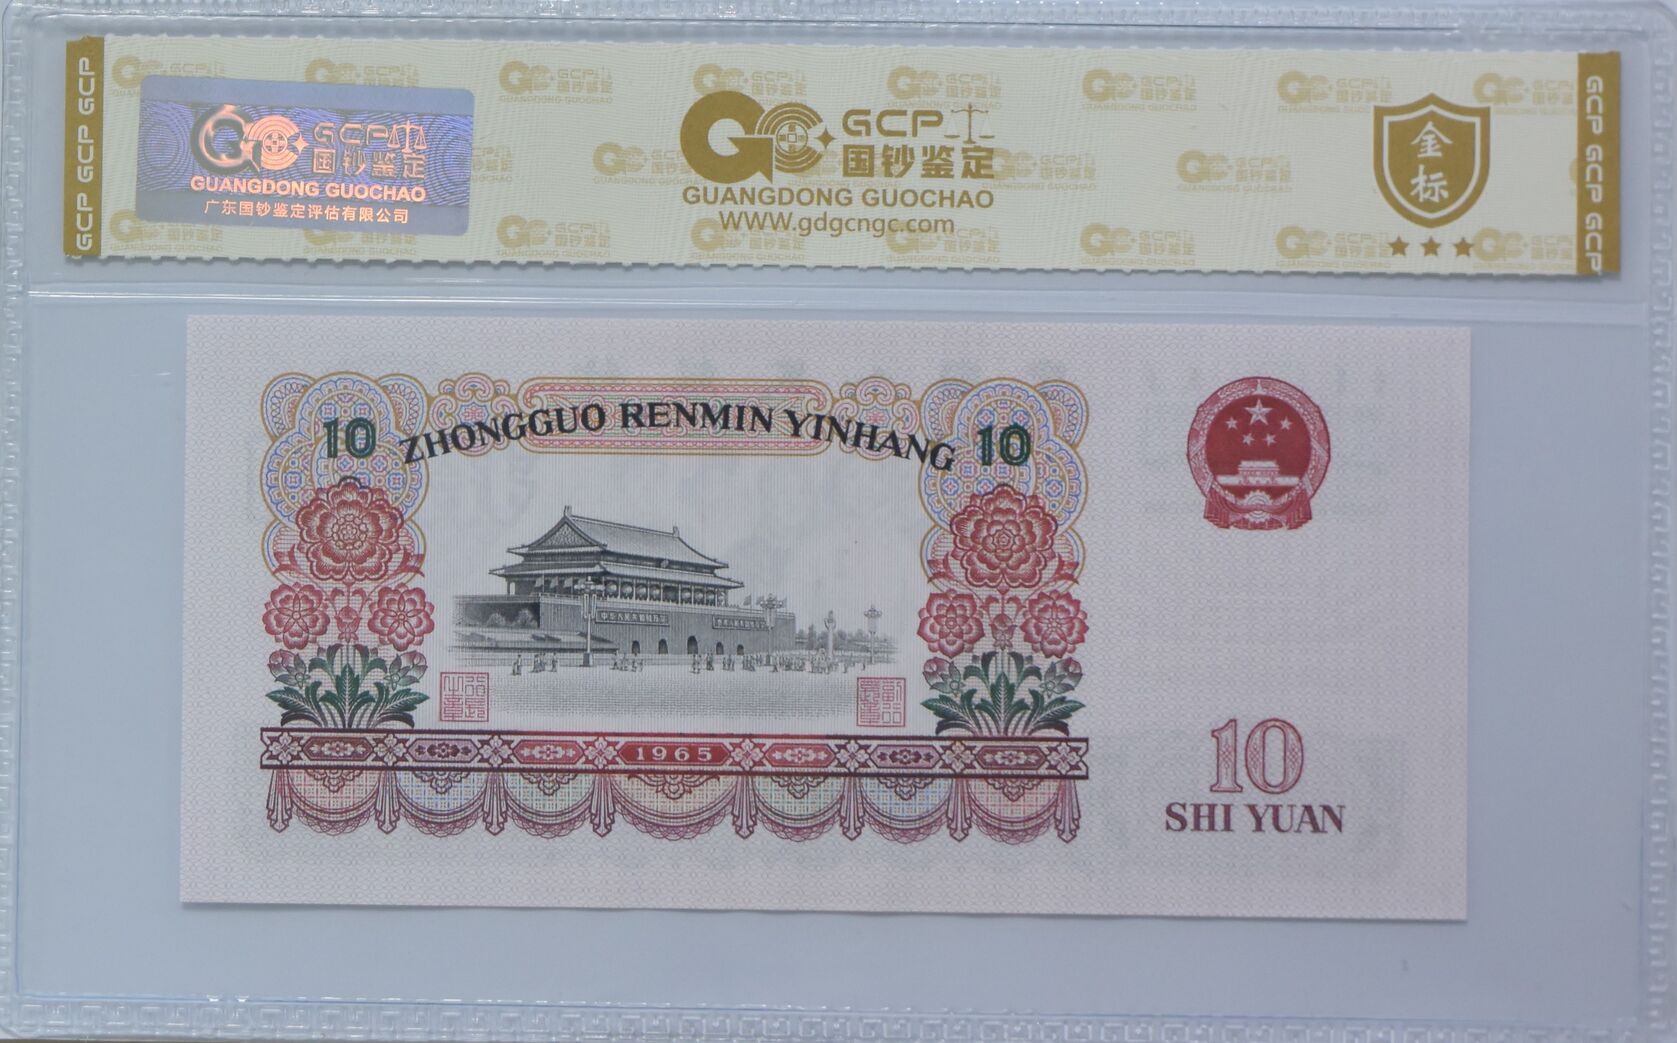 GCP GCP GCP
GCP
国钞鉴定
GUANGDONG GUOCHAO
广东国钞鉴定评估有限公司
GCP
国钞鉴定
GUANGDONG GUOCHAO
WWW.gdgcngc.com
金标
GCP GCP GCP
10 ZHONGGUO RENMIN YINHANG 10
1965
10
SHI YUAN